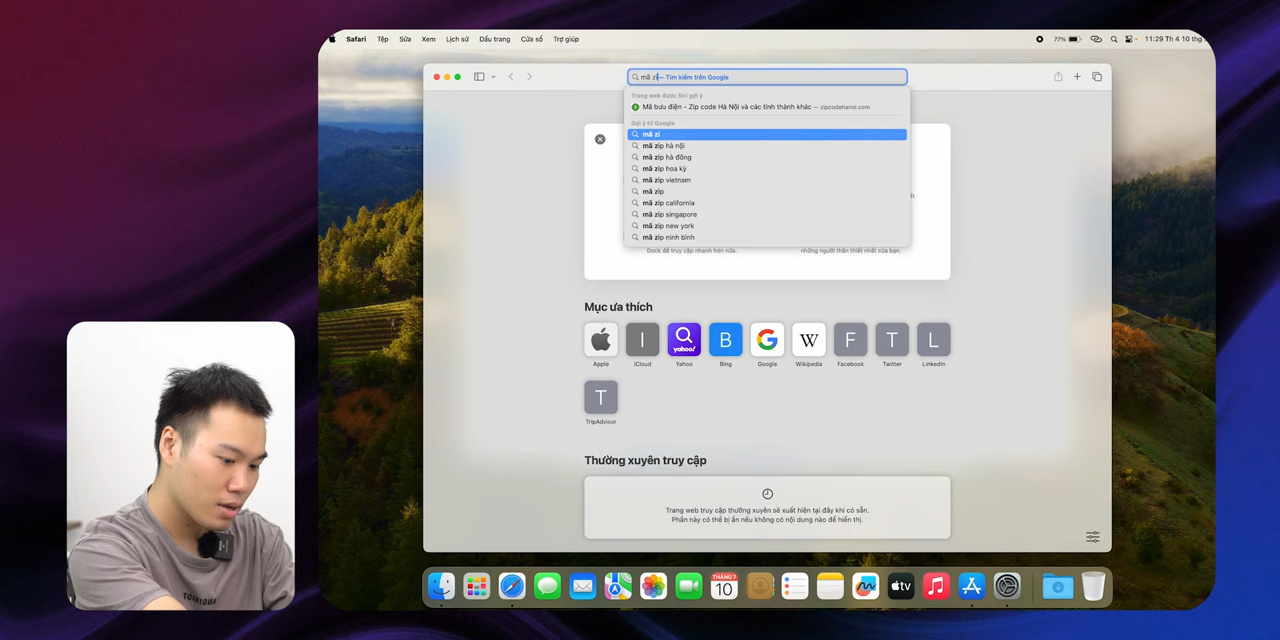 Safari Tệp Sửa Xem Lịch sử Dấu trang Cửa sổ Trợ giúp
77% 11:29 Th 4 10 thg
mã zi — Tìm kiếm trên Google
Trang web được Siri gợi ý
Mã bưu điện - Zip code Hà Nội và các tỉnh thành khác — zipcodehanoi.com
Gợi ý từ Google
mã zi
mã zip hà nội
mã zip hà đông
mã zip hoa kỳ
mã zip vietnam
mã zip
mã zip california
mã zip singapore
mã zip new york
mã zip ninh bình
Dock để truy cập nhanh hơn nữa.
những người thân thiết nhất của bạn.
Mục ưa thích
I yahoo! B G W F T L
Apple iCloud Yahoo Bing Google Wikipedia Facebook Twitter LinkedIn
T
TripAdvisor
Thường xuyên truy cập
Trang web truy cập thường xuyên sẽ xuất hiện tại đây khi có sẵn.
Phần này có thể bị ẩn nếu không có nội dung nào để hiển thị.
THÁNG 7
10
tv